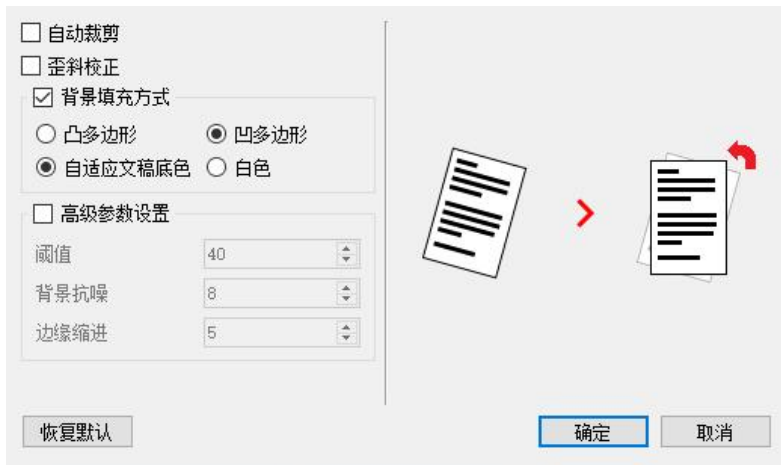 自动裁剪
歪斜校正
背景填充方式
凸多边形 凹多边形
自适应文稿底色 白色
高级参数设置
阈值 40
背景抗噪 8
边缘缩进 5
恢复默认 确定 取消